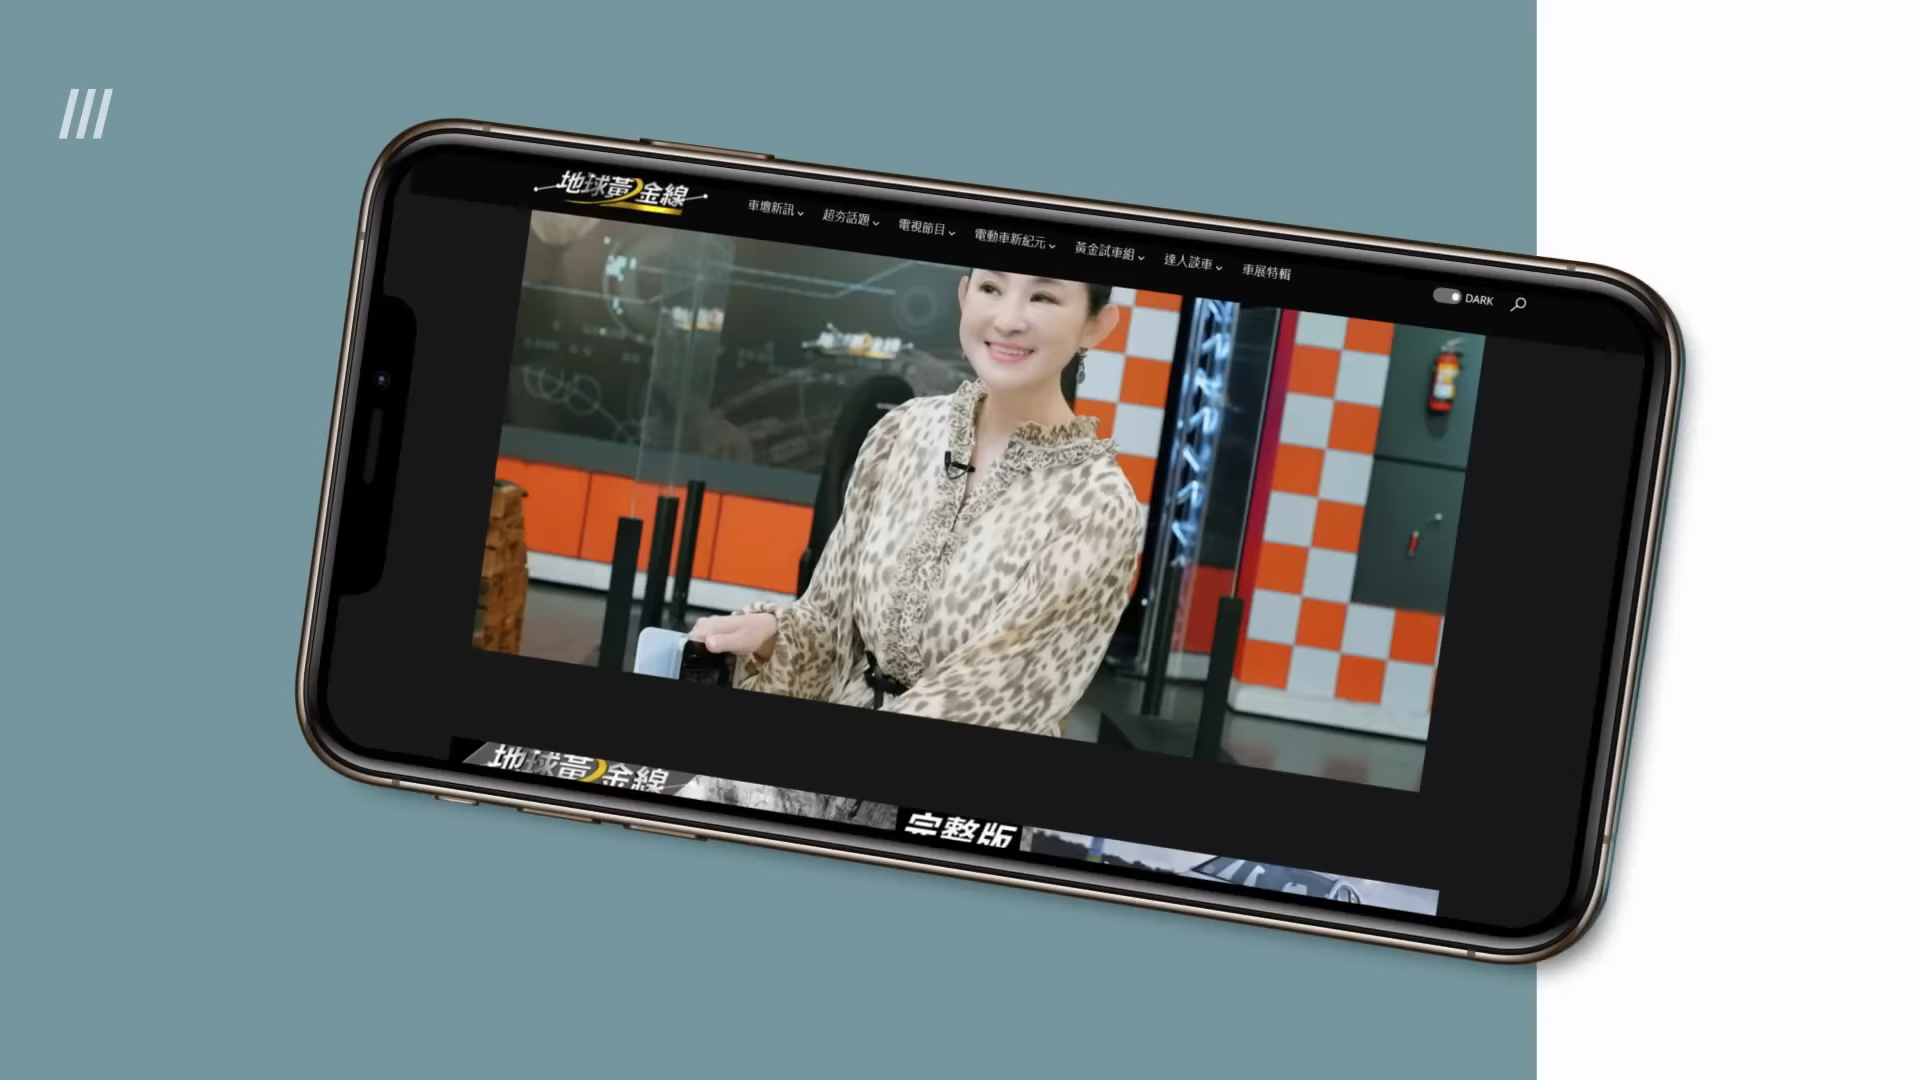 地球黃金線
車壇新訊
超夯話題
電視節目
電動車新紀元
黃金試車組
達人談車
車展特輯
DARK
地球黃金線
完整版